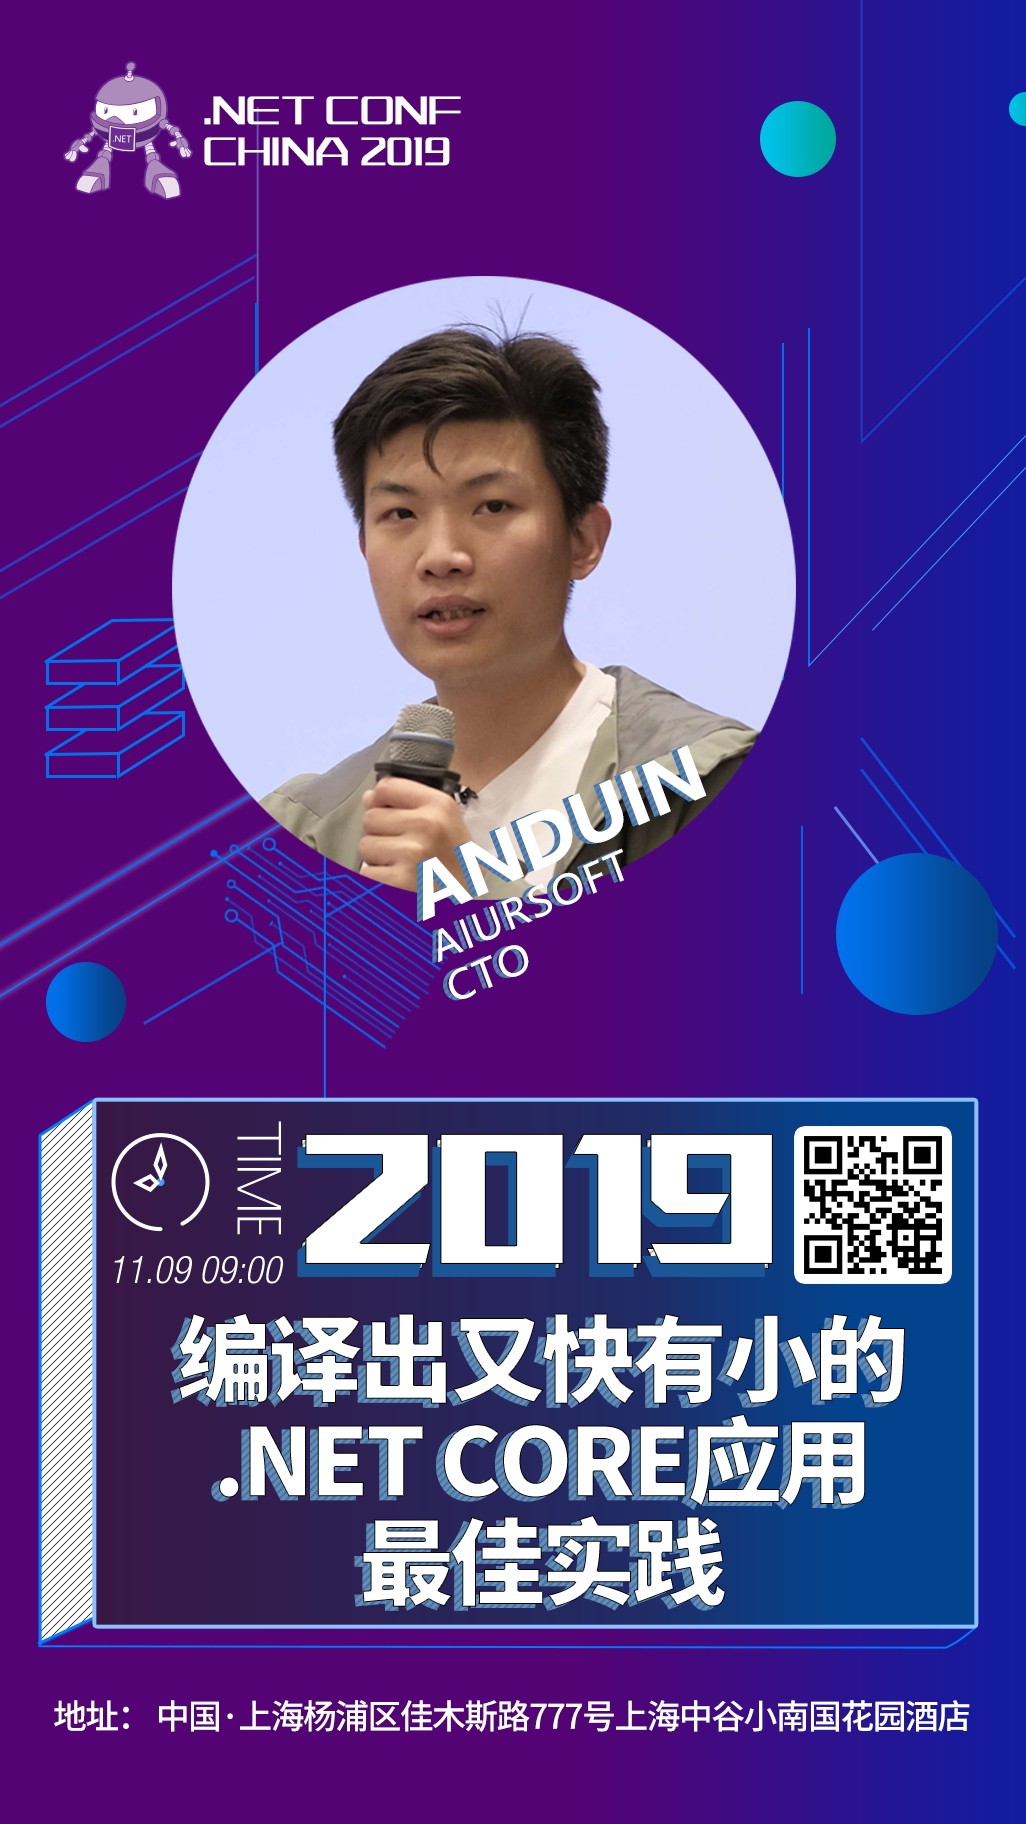 .NET CONF
CHINA 2019
.NET
ANDUIN
AIURSOFT
CTO
TIME
2019
11.09 09:00
编译出又快有小的
.NET CORE应用
最佳实践
地址： 中国·上海杨浦区佳木斯路777号上海中谷小南国花园酒店